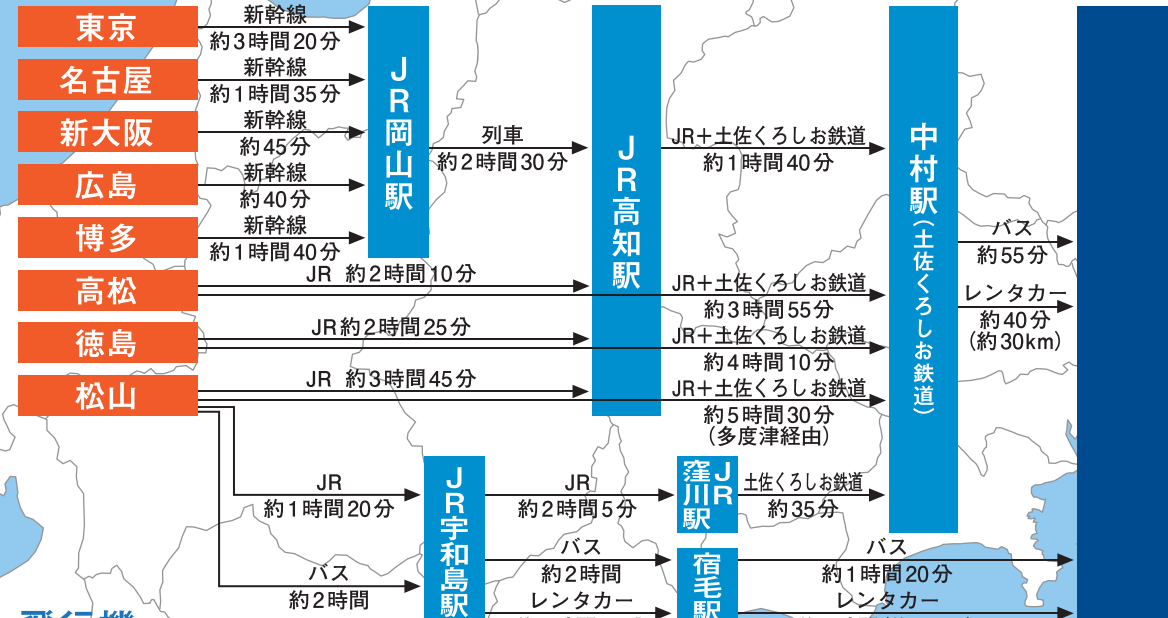 東京
新幹線
約3時間20分
名古屋
新幹線
約1時間35分
新大阪
新幹線
約45分
広島
新幹線
約40分
博多
新幹線
約1時間40分
JR岡山駅
列車
約2時間30分
JR高知駅
JR＋土佐くろしお鉄道
約1時間40分
中村駅(土佐くろしお鉄道)
バス
約55分
レンタカー
約40分
(約30km)
高松
JR 約2時間10分
JR＋土佐くろしお鉄道
約3時間55分
徳島
JR約2時間25分
JR＋土佐くろしお鉄道
約4時間10分
松山
JR 約3時間45分
JR＋土佐くろしお鉄道
約5時間30分
(多度津経由)
JR
約1時間20分
JR宇和島駅
JR
約2時間5分
JR
窪川駅
土佐くろしお鉄道
約35分
バス
約2時間
バス
約2時間
レンタカー
宿毛駅
バス
約1時間20分
レンタカー
飛行機